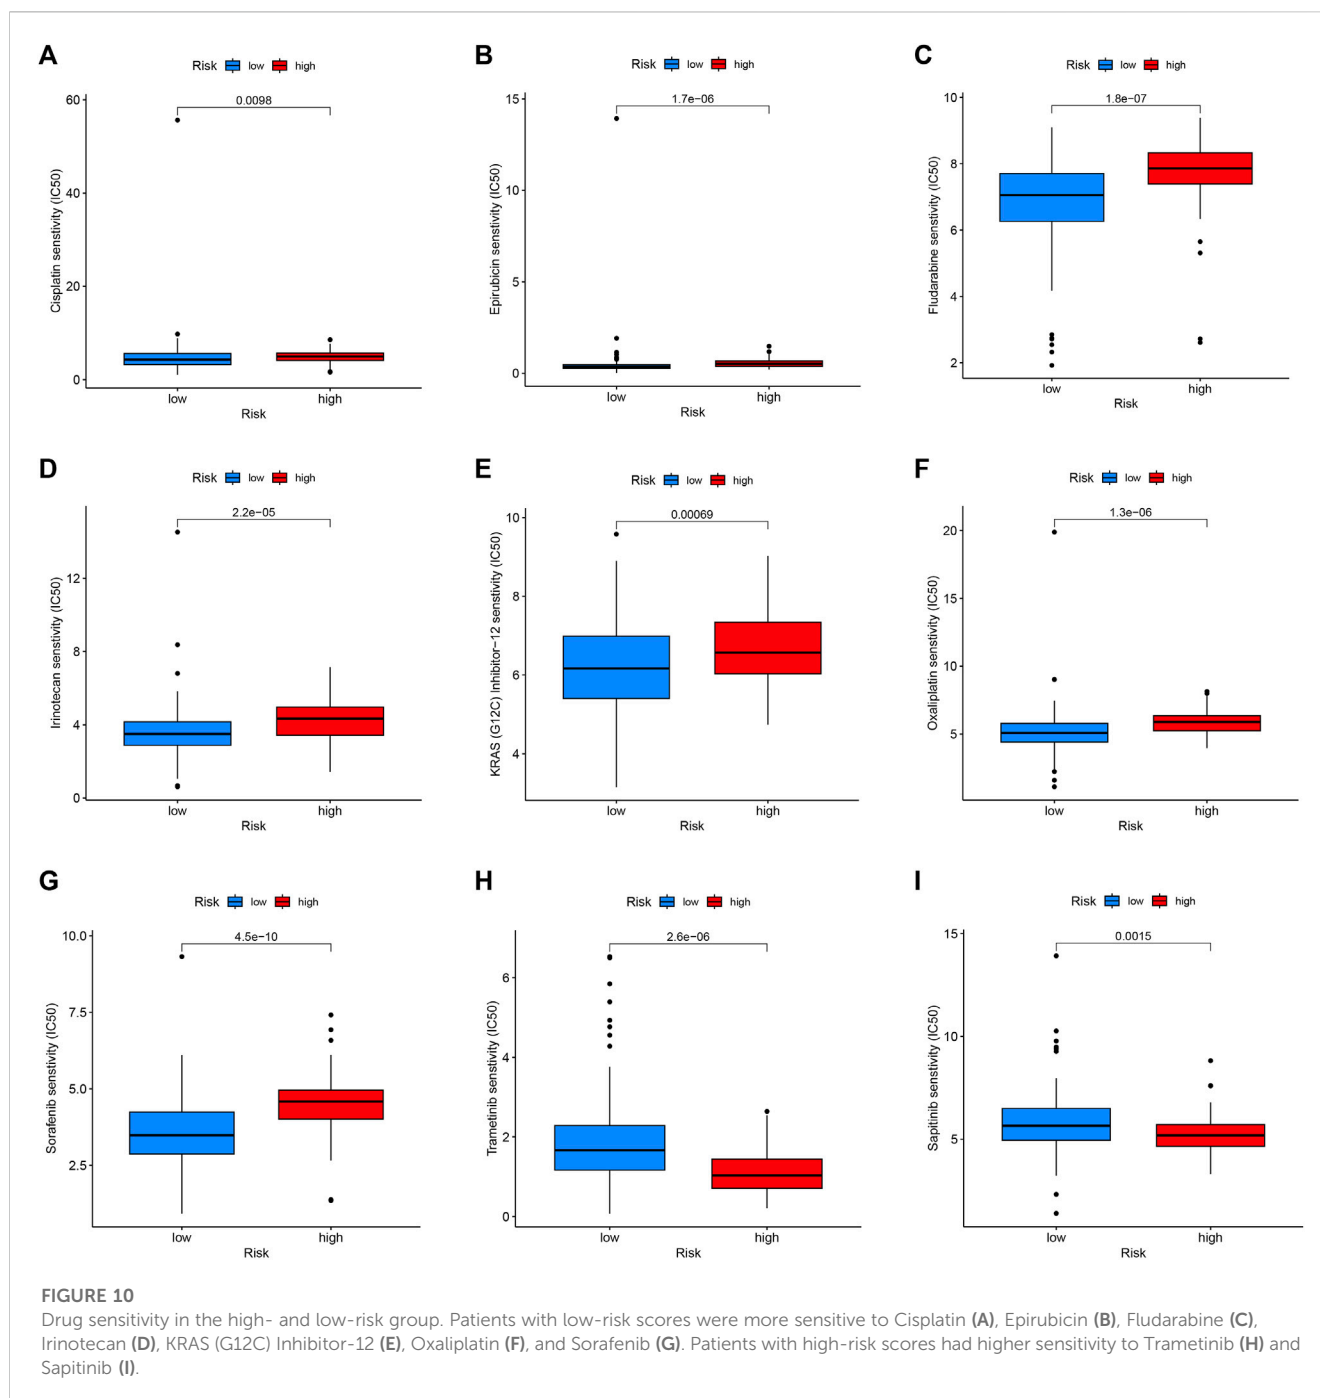 A
Risk low high
0.0098
60
40
20
0
Cisplatin senstivity (IC50)
low high
Risk
B
Risk low high
1.7e−06
15
10
5
0
Epirubicin senstivity (IC50)
low high
Risk
C
Risk low high
1.8e−07
10
8
6
4
2
Fludarabine senstivity (IC50)
low high
Risk
D
Risk low high
2.2e−05
12
8
4
0
Irinotecan senstivity (IC50)
low high
Risk
E
Risk low high
0.00069
10
8
6
4
KRAS (G12C) Inhibitor−12 senstivity (IC50)
low high
Risk
F
Risk low high
1.3e−06
20
15
10
5
0
Oxaliplatin senstivity (IC50)
low high
Risk
G
Risk low high
4.5e−10
10.0
7.5
5.0
2.5
Sorafenib senstivity (IC50)
low high
Risk
H
Risk low high
2.6e−06
6
4
2
0
Trametinib senstivity (IC50)
low high
Risk
I
Risk low high
0.0015
15
10
5
Sapitinib senstivity (IC50)
low high
Risk
FIGURE 10
Drug sensitivity in the high- and low-risk group. Patients with low-risk scores were more sensitive to Cisplatin (A), Epirubicin (B), Fludarabine (C),
Irinotecan (D), KRAS (G12C) Inhibitor-12 (E), Oxaliplatin (F), and Sorafenib (G). Patients with high-risk scores had higher sensitivity to Trametinib (H) and
Sapitinib (I).